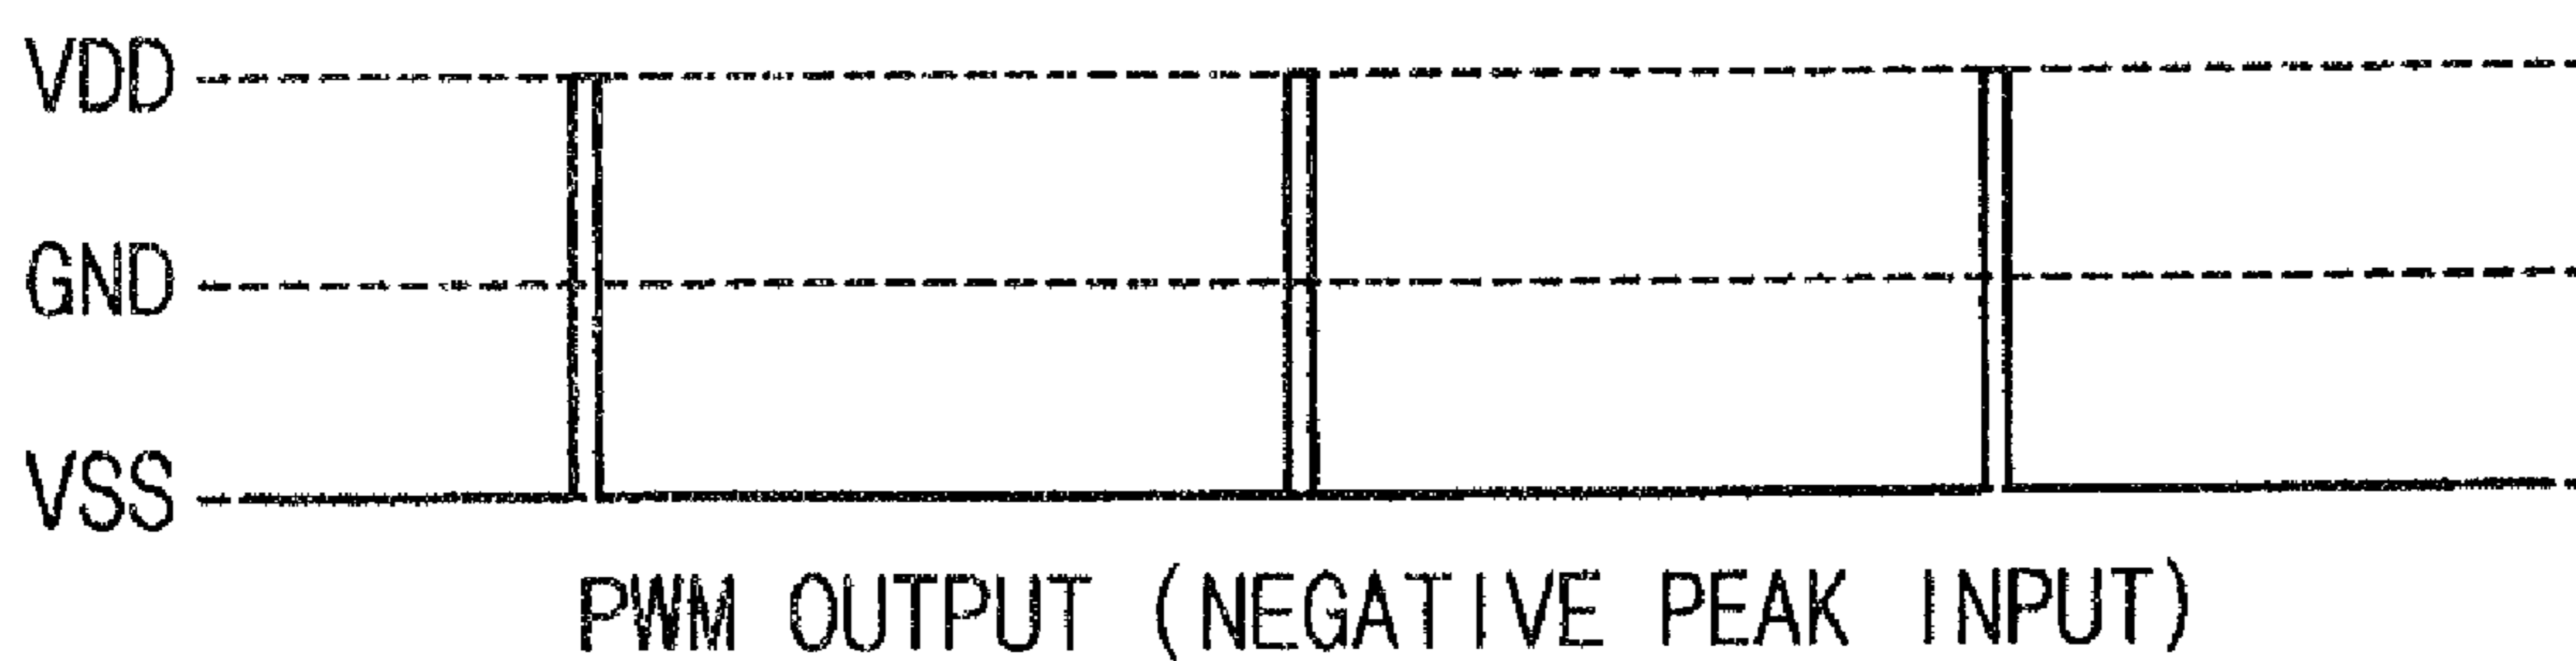 VDD
GND
VSS
PWM OUTPUT (NEGATIVE PEAK INPUT)